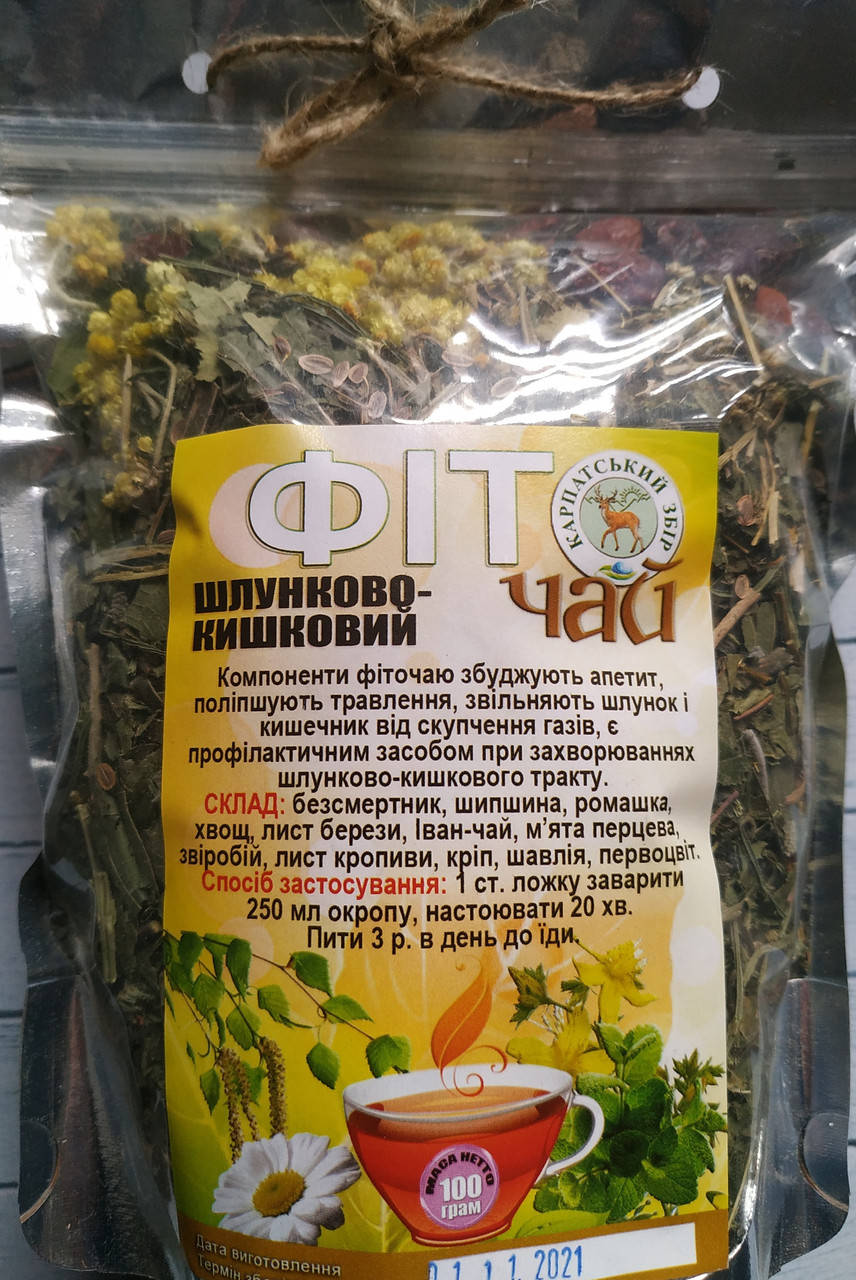 ФІТ
КАРПАТСЬКИЙ ЗБІР
чай
ШЛУНКОВО-
КИШКОВИЙ
Компоненти фіточаю збуджують апетит,
поліпшують травлення, звільняють шлунок і
кишечник від скупчення газів, є
профілактичним засобом при захворюваннях
шлунково-кишкового тракту.
СКЛАД: безсмертник, шипшина, ромашка,
хвощ, лист берези, Іван-чай, м'ята перцева,
звіробій, лист кропиви, кріп, шавлія, первоцвіт.
Спосіб застосування: 1 ст. ложку заварити
250 мл окропу, настоювати 20 хв.
Пити 3 р. в день до їди.
МАСА НЕТТО
100
грам
Дата виготовлення
Термін
2021